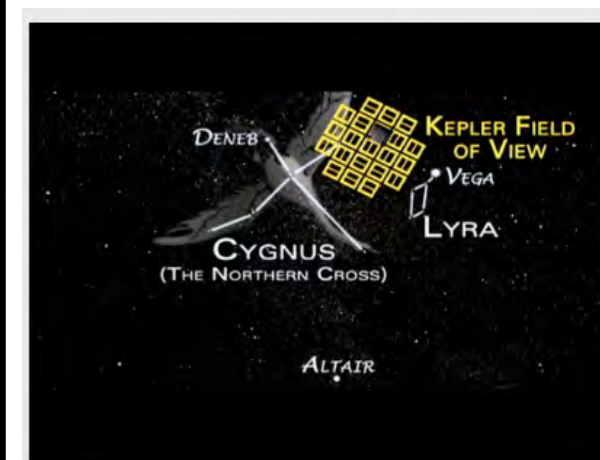 DENEB
KEPLER FIELD
OF VIEW
VEGA
LYRA
CYGNUS
(THE NORTHERN CROSS)
ALTAIR